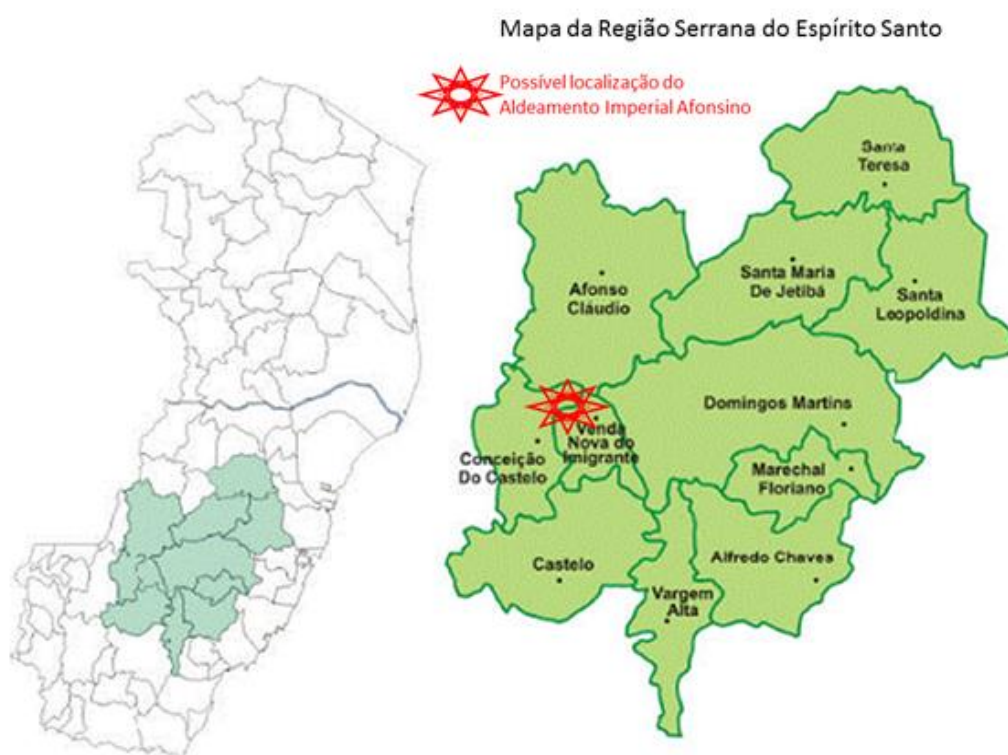 Mapa da Região Serrana do Espírito Santo
Possível localização do
Aldeamento Imperial Afonsino
Santa
Teresa
Afonso
Cláudio
Santa Maria
De Jetibá
Santa
Leopoldina
Domingos Martins
Venda
Nova do
Imigrante
Conceição
Do Castelo
Marechal
Floriano
Castelo
Alfredo Chaves
Vargem
Alta